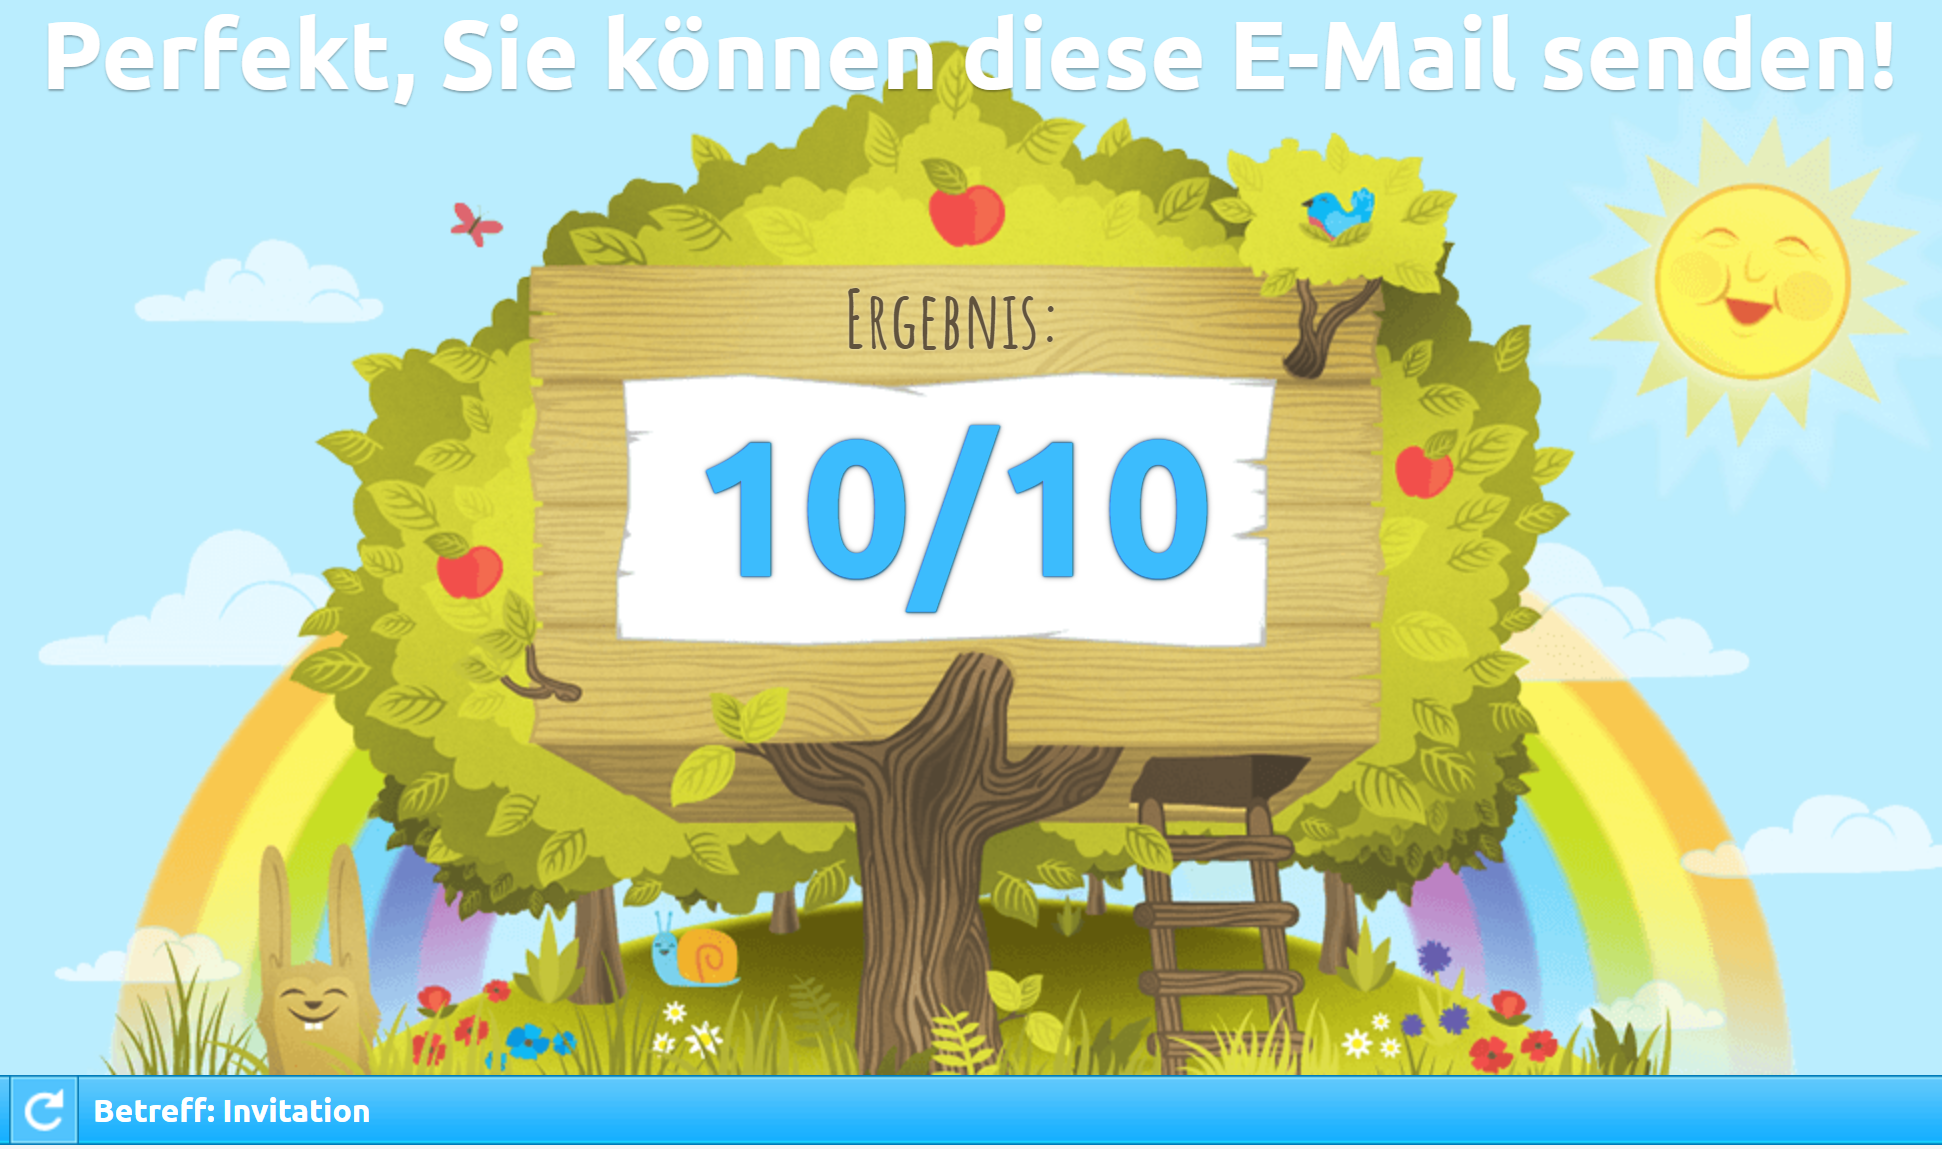 Perfekt, Sie können diese E-Mail senden!
Ergebnis:
10/10
Betreff: Invitation